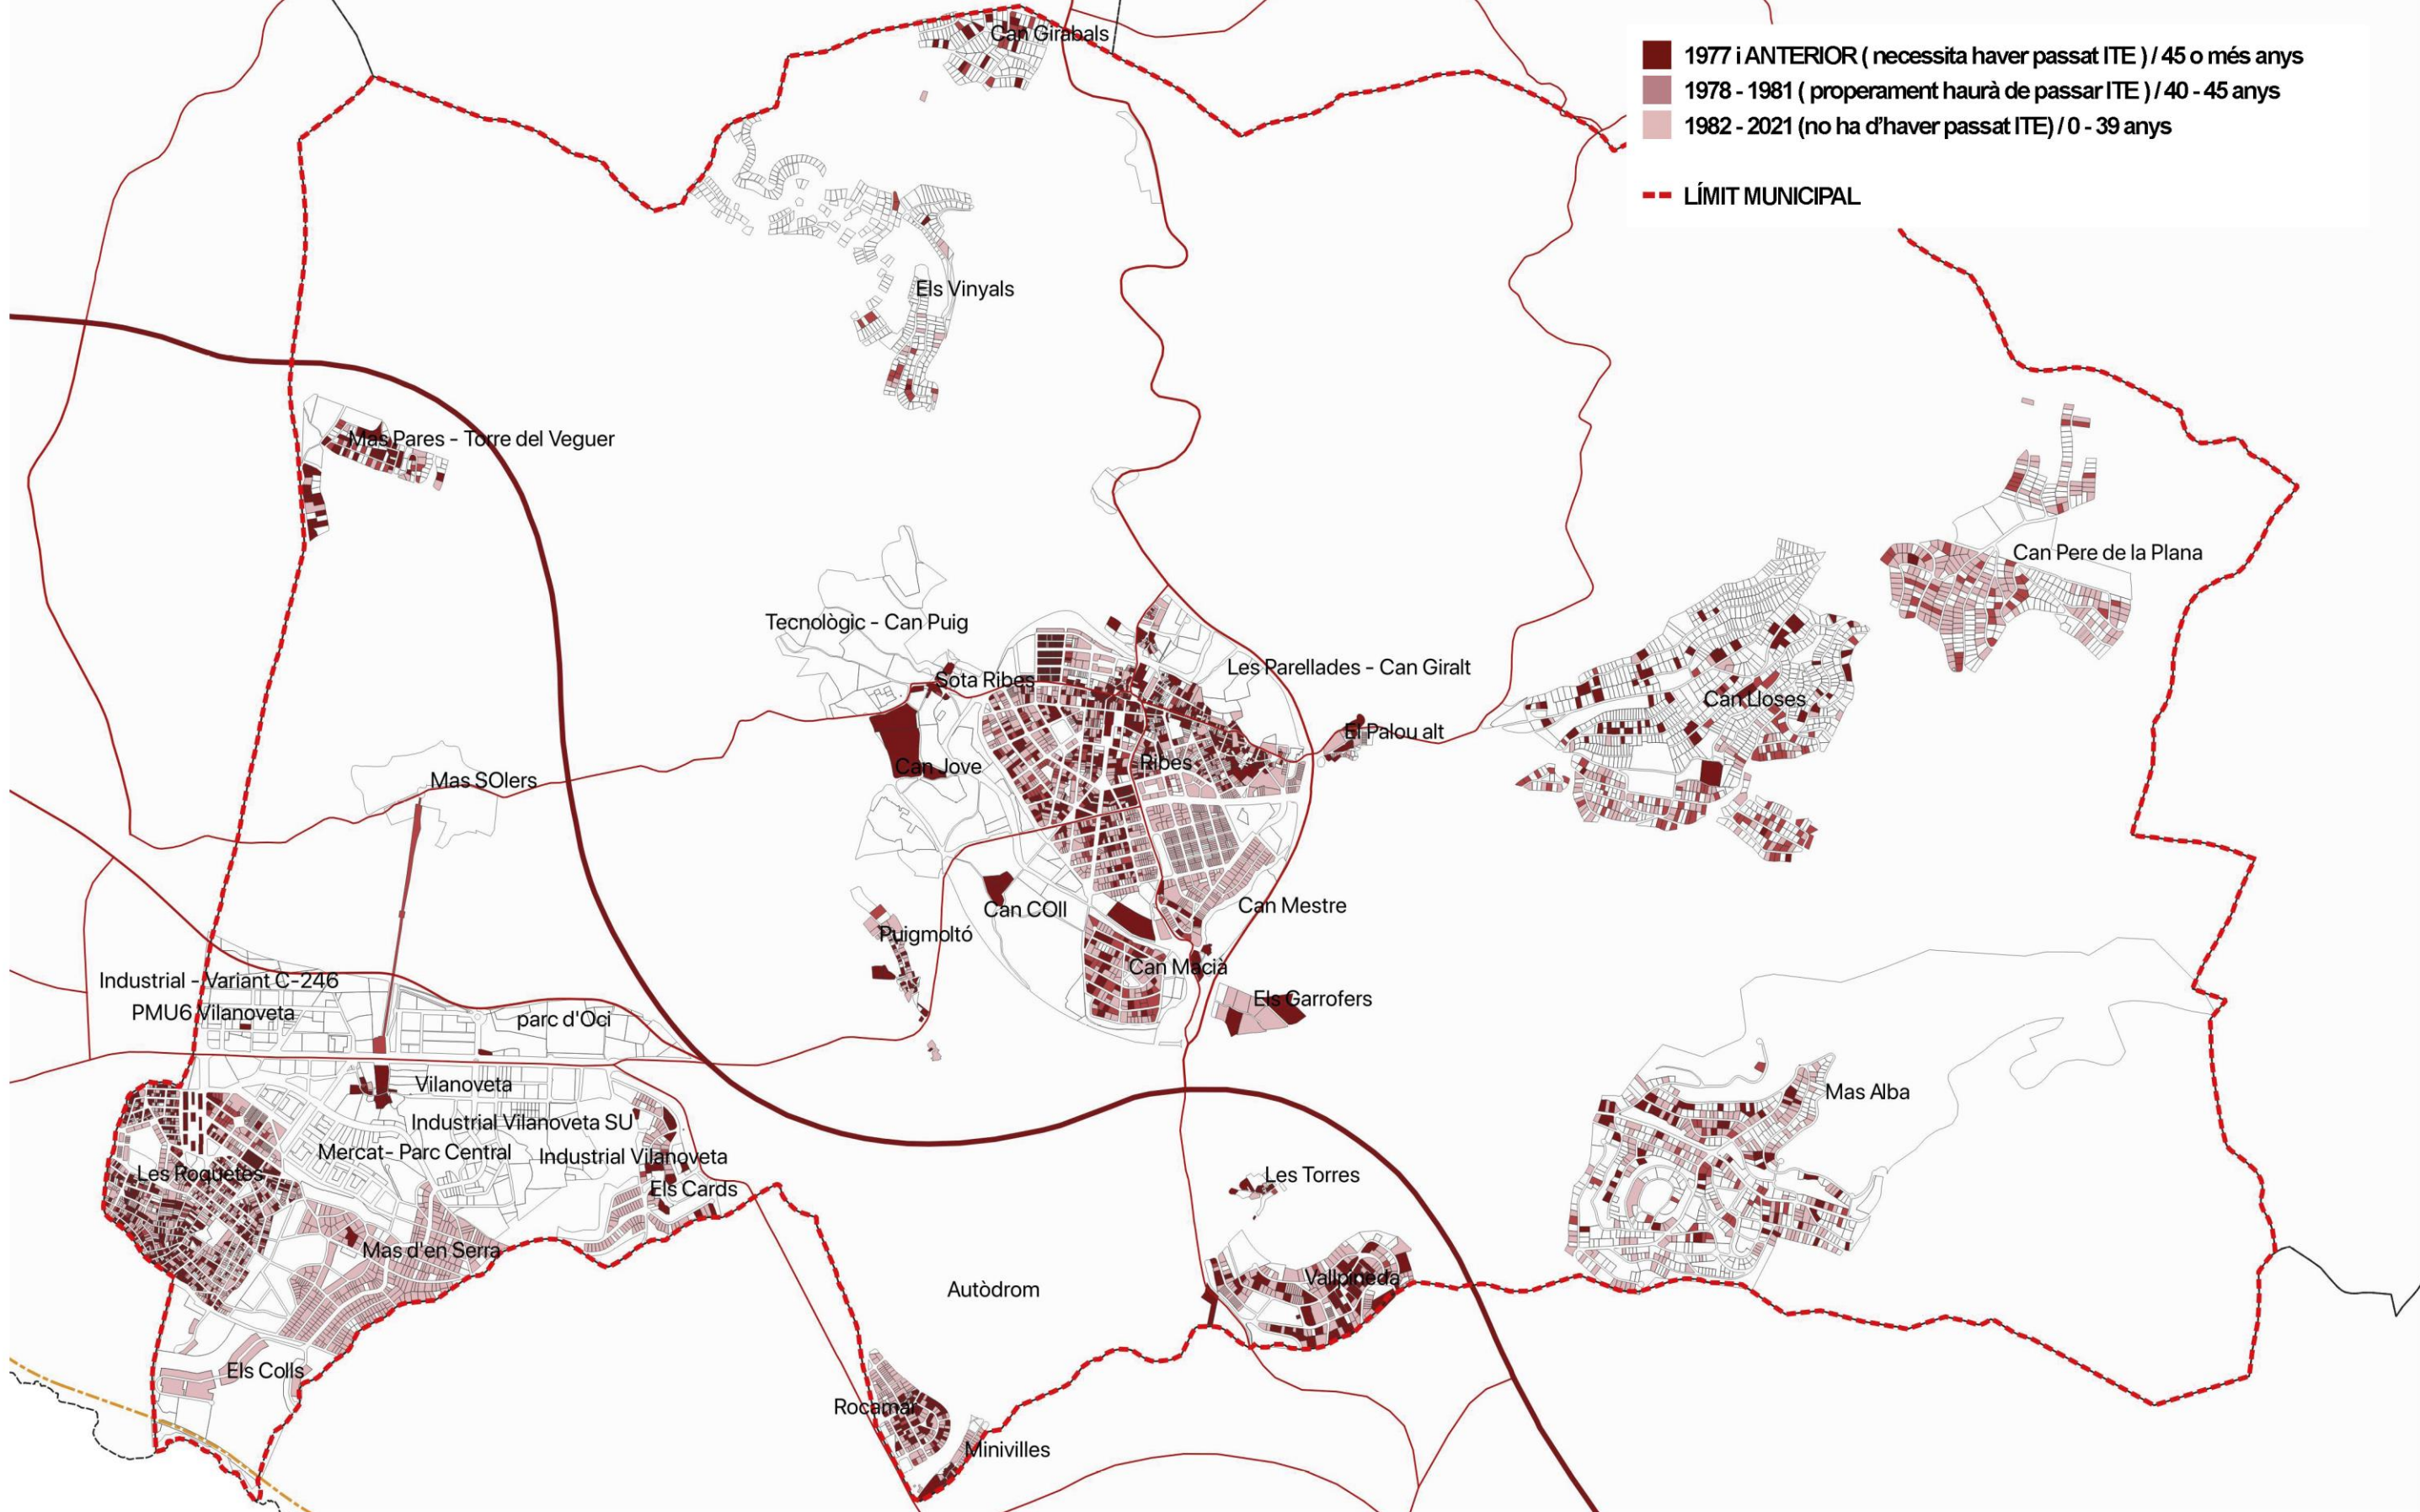 Can Girabals
1977 i ANTERIOR ( necessita haver passat ITE ) / 45 o més anys
1978 - 1981 ( properament haurà de passar ITE ) / 40 - 45 anys
1982 - 2021 (no ha d'haver passat ITE) / 0 - 39 anys
LÍMIT MUNICIPAL
Els Vinyals
Mas Pares - Torre del Veguer
Can Pere de la Plana
Tecnològic - Can Puig
Sota Ribes
Les Parellades - Can Giralt
Can Lloses
El Palou alt
Can Jove
Ribes
Mas SOlers
Can COll
Can Mestre
Puigmoltó
Can Macià
Industrial - Variant C-246
Els Garrofers
PMU6 Vilanoveta
parc d'Oci
Vilanoveta
Mas Alba
Industrial Vilanoveta SU
Mercat- Parc Central
Industrial Vilanoveta
Les Roquetes
Les Torres
Els Cards
Mas d'en Serra
Vallpineda
Autòdrom
Els Colls
Rocamar
Minivilles